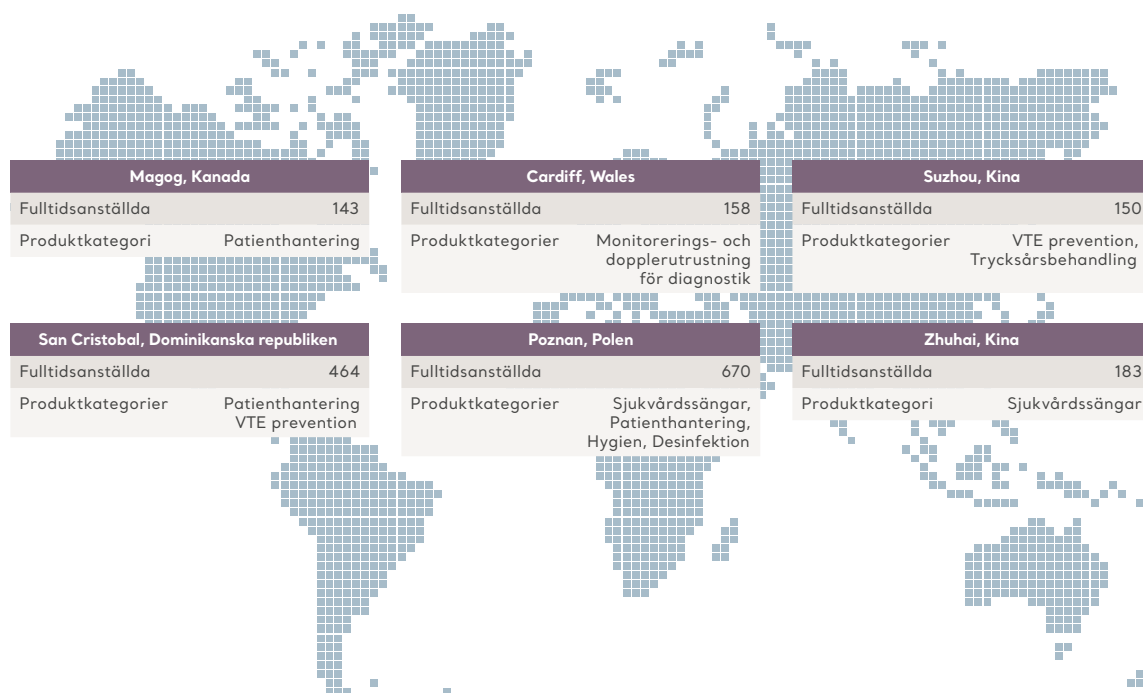 Magog, Kanada
Fulltidsanställda 143
Produktkategori Patienthantering
Cardiff, Wales
Fulltidsanställda 158
Produktkategorier Monitorerings- och
dopplerutrustning
för diagnostik
Suzhou, Kina
Fulltidsanställda 150
Produktkategorier VTE prevention,
Trycksårsbehandling
San Cristobal, Dominikanska republiken
Fulltidsanställda 464
Produktkategorier Patienthantering
VTE prevention
Poznan, Polen
Fulltidsanställda 670
Produktkategorier Sjukvårdssängar,
Patienthantering,
Hygien, Desinfektion
Zhuhai, Kina
Fulltidsanställda 183
Produktkategori Sjukvårdssängar